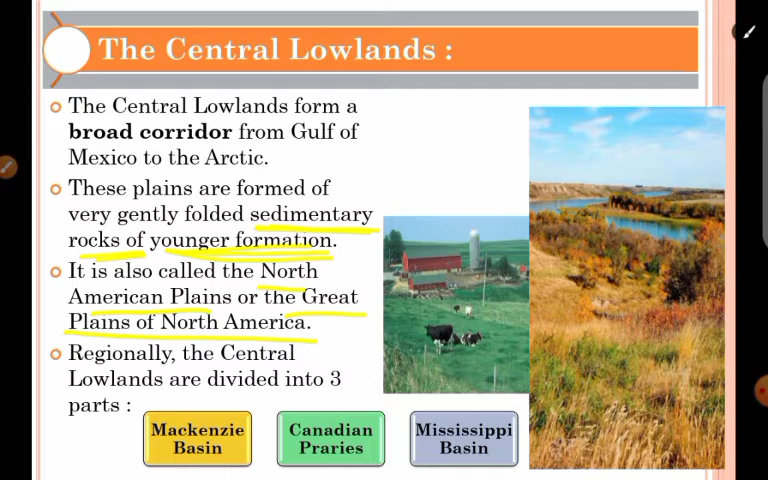 The Central Lowlands :
The Central Lowlands form a
broad corridor from Gulf of
Mexico to the Arctic.
These plains are formed of
very gently folded sedimentary
rocks of younger formation.
It is also called the North
American Plains or the Great
Plains of North America.
Regionally, the Central
Lowlands are divided into 3
parts :
Mackenzie
Basin
Canadian
Praries
Mississippi
Basin